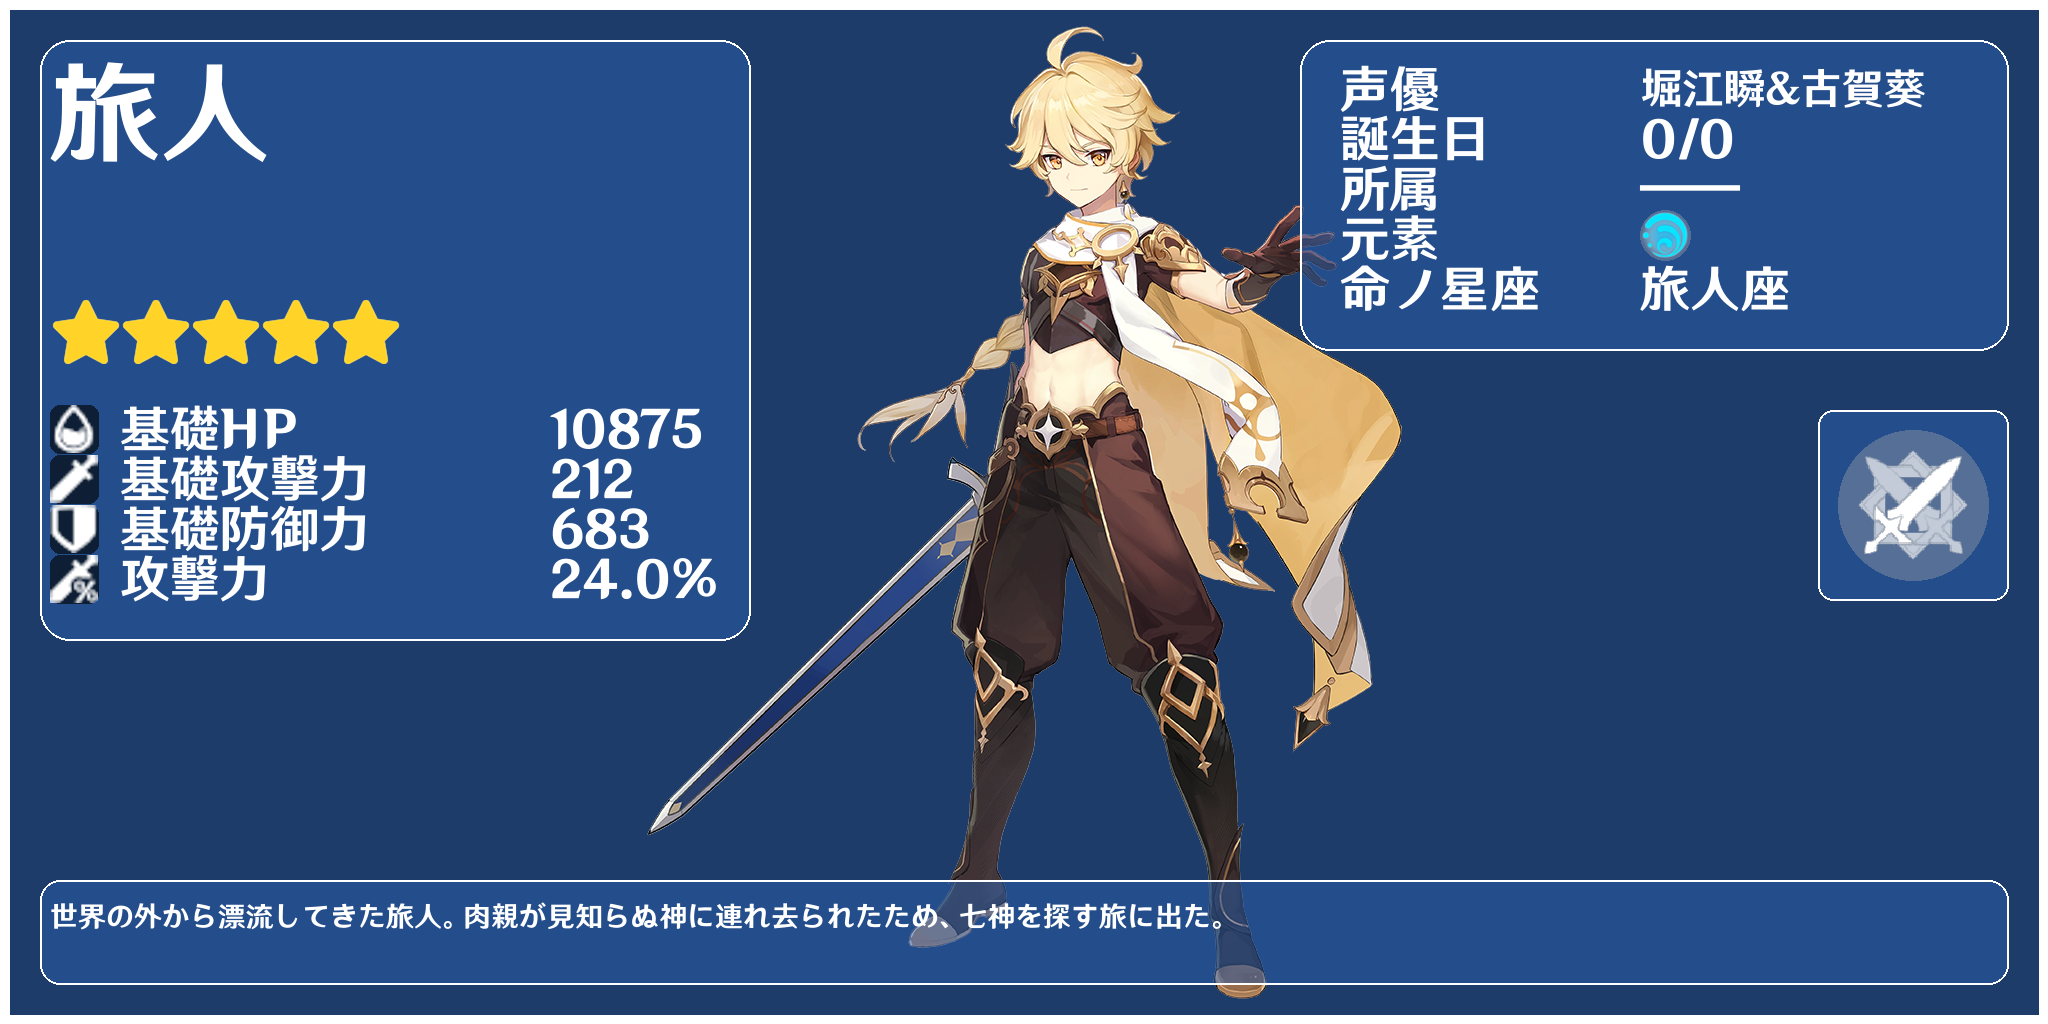 旅人
基礎HP 10875
基礎攻撃力 212
基礎防御力 683
攻撃力 24.0%
声優 堀江瞬&古賀葵
誕生日 0/0
所属 ー
元素
命ノ星座 旅人座
世界の外から漂流してきた旅人。肉親が見知らぬ神に連れ去られたため、七神を探す旅に出た。